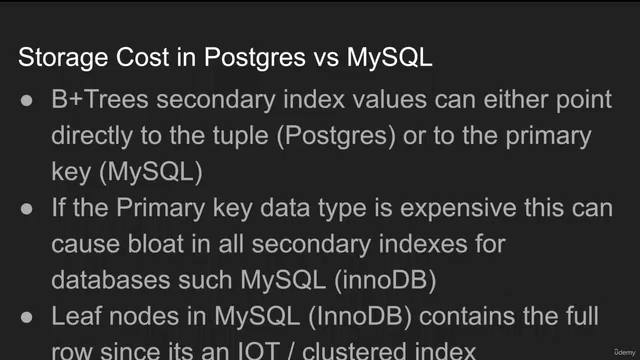 Storage Cost in Postgres vs MySQL
● B+Trees secondary index values can either point
directly to the tuple (Postgres) or to the primary
key (MySQL)
● If the Primary key data type is expensive this can
cause bloat in all secondary indexes for
databases such MySQL (innoDB)
● Leaf nodes in MySQL (InnoDB) contains the full
row since its an IOT / clustered index
ûdemy